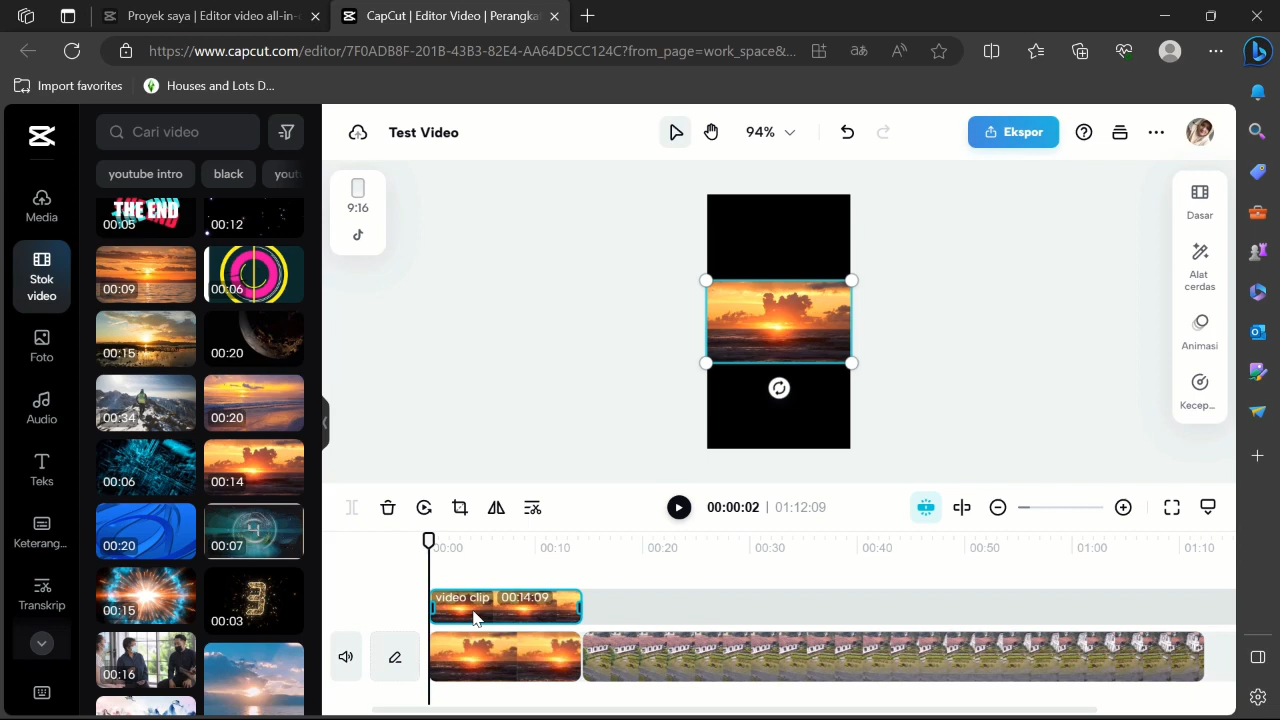 Proyek saya | Editor video all-in-
CapCut | Editor Video | Perangka
https://www.capcut.com/editor/7F0ADB8F-201B-43B3-82E4-AA64D5CC124C?from_page=work_space&...
Import favorites
Houses and Lots D...
Cari video
Test Video
94%
Ekspor
youtube intro
black
yout
Media
Stok
video
Foto
Audio
Teks
Keterang...
Transkrip
THE END
00:05
00:12
00:09
00:06
00:15
00:20
00:34
00:20
00:06
00:14
00:20
00:07
00:15
00:03
00:16
9:16
Dasar
Alat
cerdas
Animasi
Kecep...
00:00:02 | 01:12:09
00:00
00:10
00:20
00:30
00:40
00:50
01:00
01:10
video clip 00:14:09